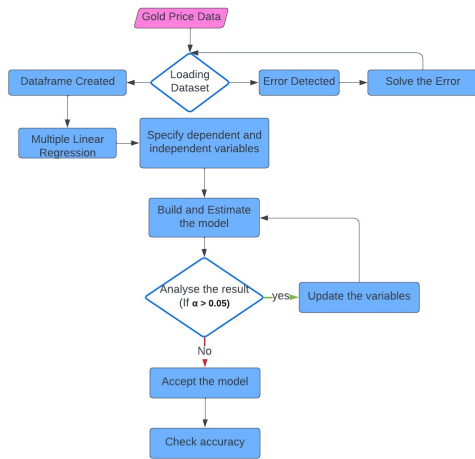 Gold Price Data
Loading
Dataset
Dataframe Created
Error Detected
Solve the Error
Multiple Linear
Regression
Specify dependent and
independent variables
Build and Estimate
the model
Analyse the result
(If α > 0.05)
yes
Update the variables
No
Accept the model
Check accuracy